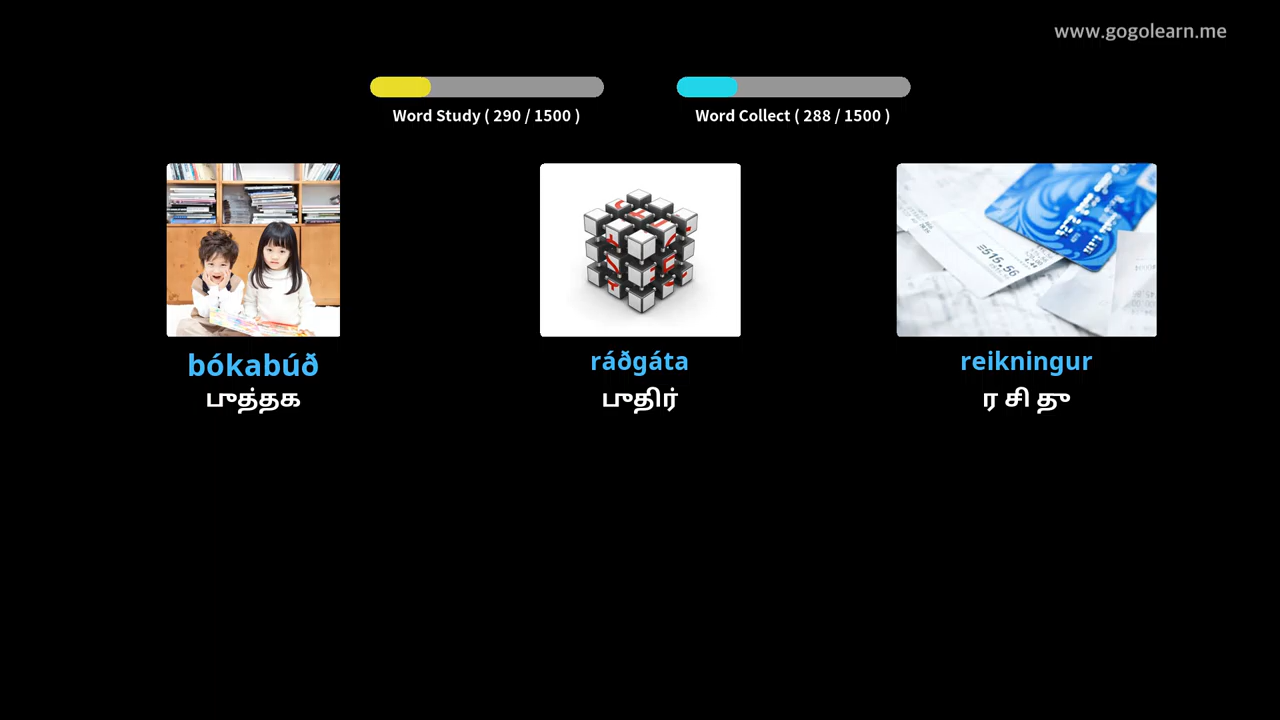 www.gogolearn.me
Word Study ( 290 / 1500 )
Word Collect ( 288 / 1500 )
bókabúð
ráðgáta
reikningur
புத்தக
புதிர்
ர சி து